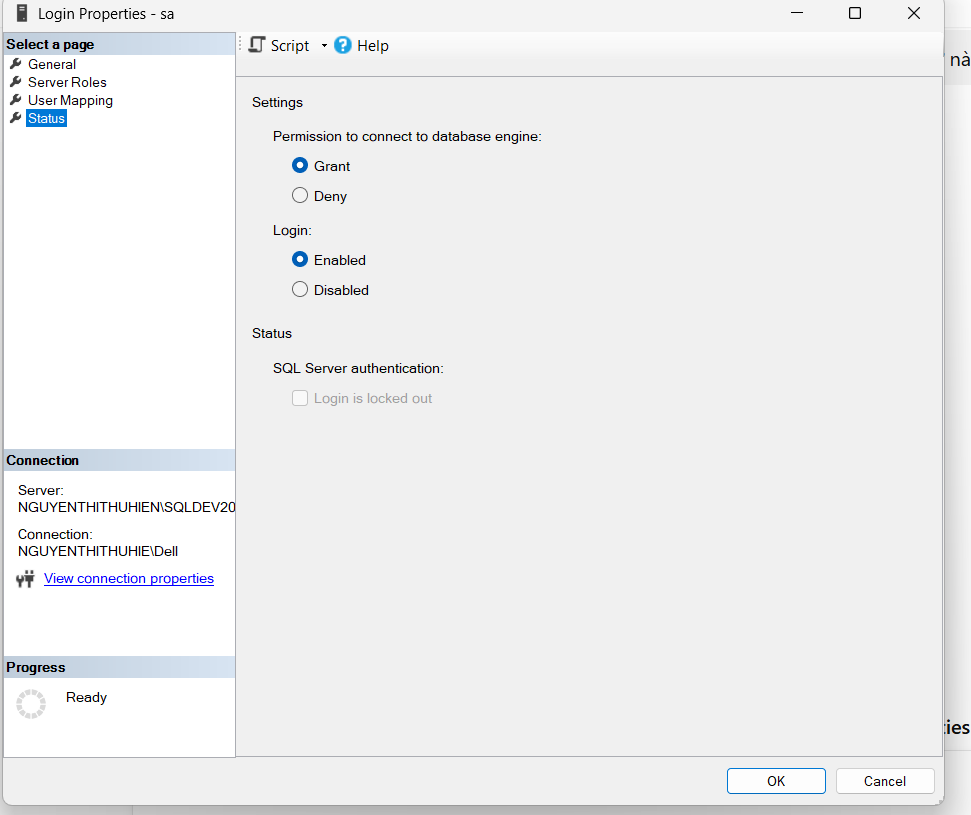 Login Properties - sa
Select a page
General
Server Roles
User Mapping
Status
Script
Help
Settings
Permission to connect to database engine:
Grant
Deny
Login:
Enabled
Disabled
Status
SQL Server authentication:
Login is locked out
Connection
Server:
NGUYENTHITHUHIEN\SQLDEV20
Connection:
NGUYENTHITHUHIE\Dell
View connection properties
Progress
Ready
OK
Cancel
nà
ties